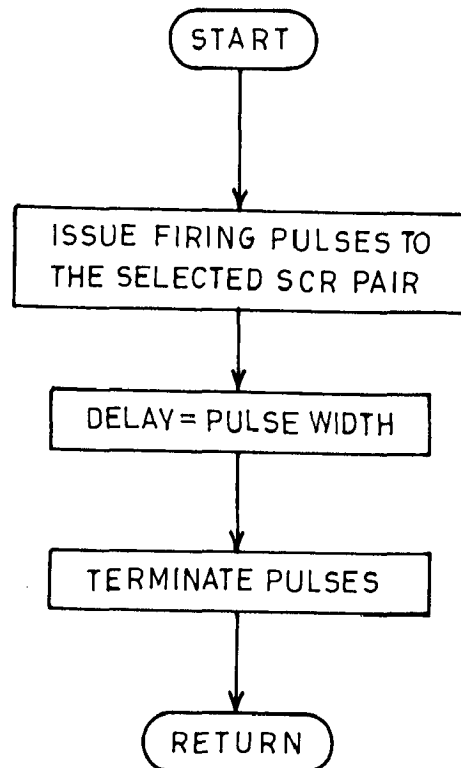 START
ISSUE FIRING PULSES TO
THE SELECTED SCR PAIR
DELAY = PULSE WIDTH
TERMINATE PULSES
RETURN